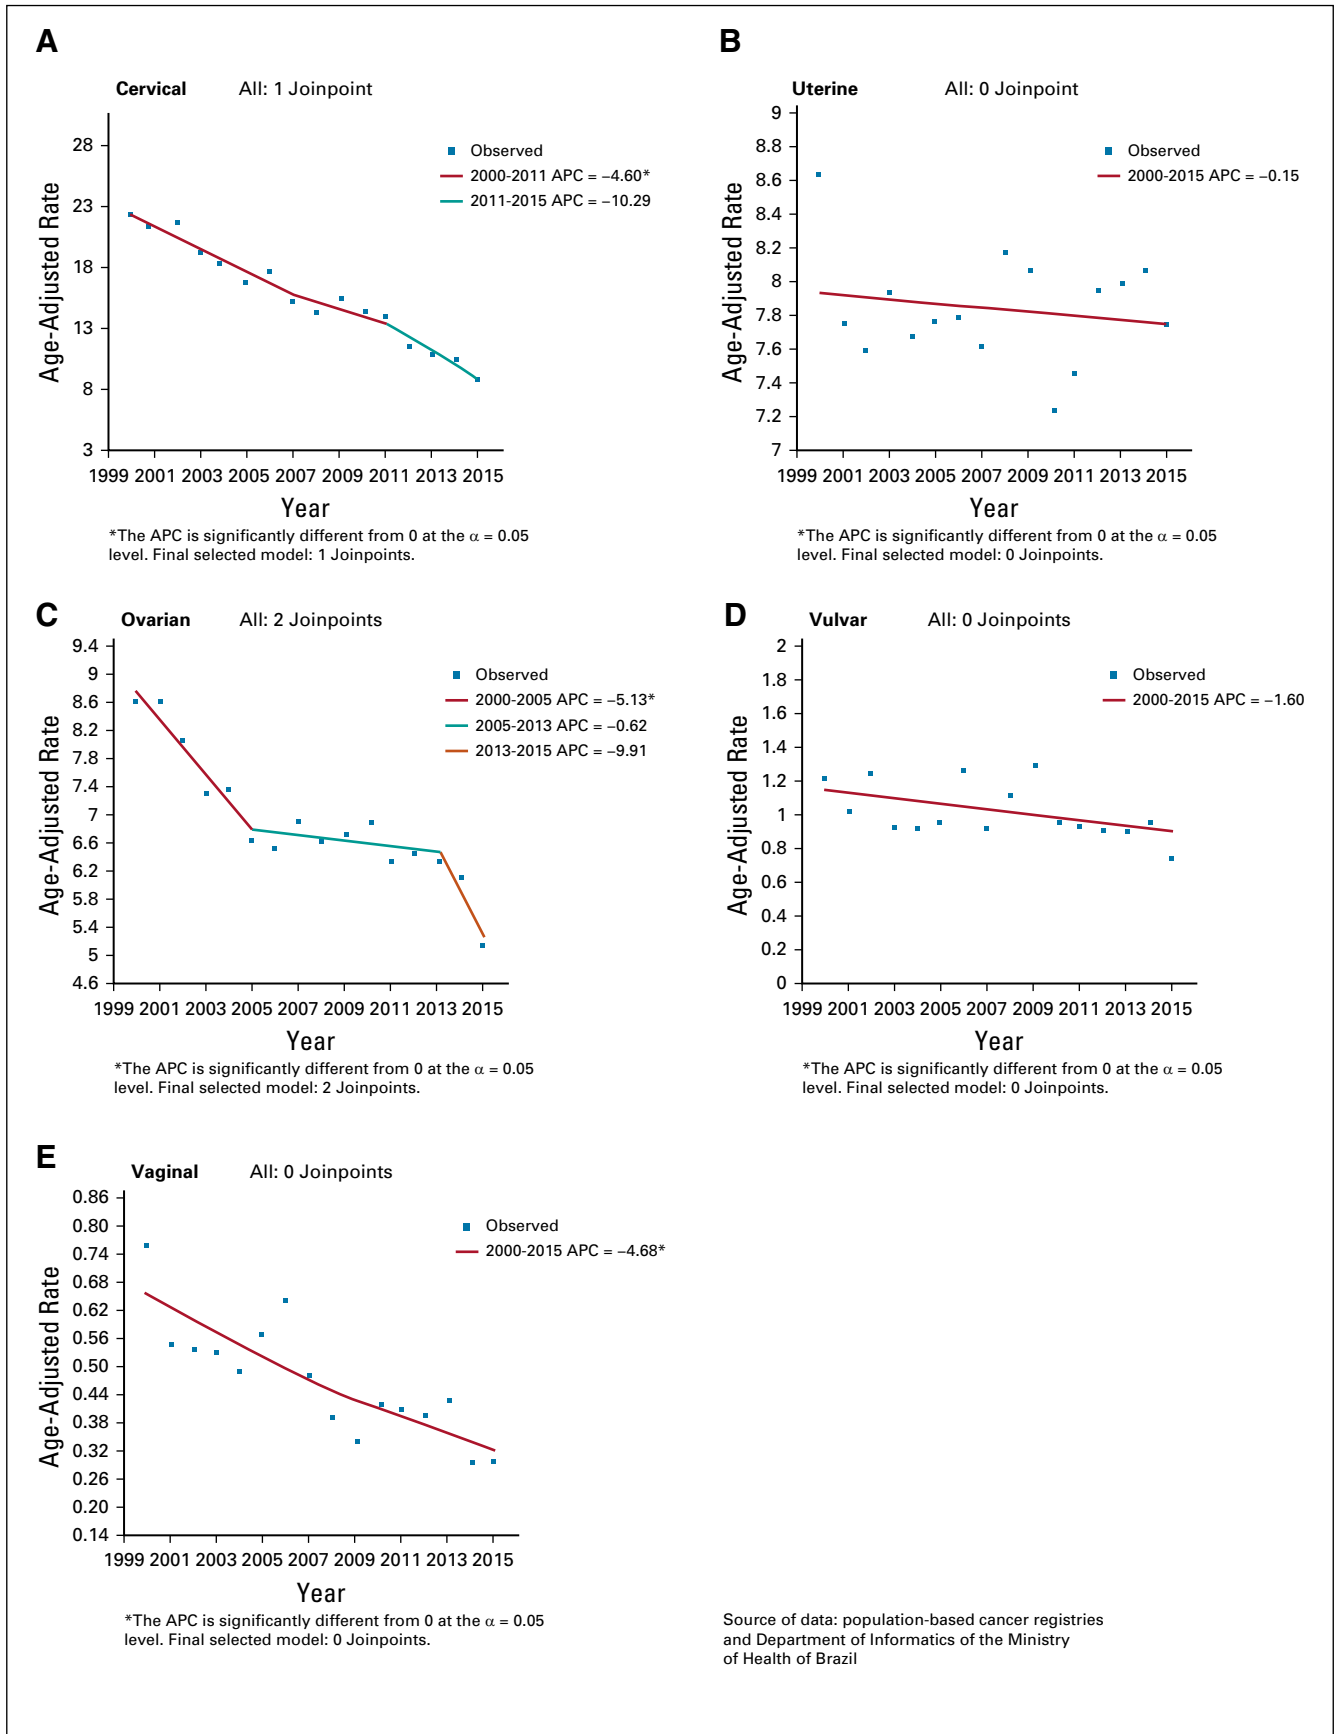 A
Cervical All: 1 Joinpoint
28
23
18
13
8
3
Age-Adjusted Rate
Observed
2000-2011 APC = −4.60*
2011-2015 APC = −10.29
1999 2001 2003 2005 2007 2009 2011 2013 2015
Year
*The APC is significantly different from 0 at the α = 0.05
level. Final selected model: 1 Joinpoints.
B
Uterine All: 0 Joinpoint
9
8.8
8.6
8.4
8.2
8
7.8
7.6
7.4
7.2
7
Age-Adjusted Rate
Observed
2000-2015 APC = −0.15
1999 2001 2003 2005 2007 2009 2011 2013 2015
Year
*The APC is significantly different from 0 at the α = 0.05
level. Final selected model: 0 Joinpoints.
C
Ovarian All: 2 Joinpoints
9.4
9
8.6
8.2
7.8
7.4
7
6.6
6.2
5.8
5.4
5
4.6
Age-Adjusted Rate
Observed
2000-2005 APC = −5.13*
2005-2013 APC = −0.62
2013-2015 APC = −9.91
1999 2001 2003 2005 2007 2009 2011 2013 2015
Year
*The APC is significantly different from 0 at the α = 0.05
level. Final selected model: 2 Joinpoints.
D
Vulvar All: 0 Joinpoints
2
1.8
1.6
1.4
1.2
1
0.8
0.6
0.4
0.2
0
Age-Adjusted Rate
Observed
2000-2015 APC = −1.60
1999 2001 2003 2005 2007 2009 2011 2013 2015
Year
*The APC is significantly different from 0 at the α = 0.05
level. Final selected model: 0 Joinpoints.
E
Vaginal All: 0 Joinpoints
0.86
0.80
0.74
0.68
0.62
0.56
0.50
0.44
0.38
0.32
0.26
0.20
0.14
Age-Adjusted Rate
Observed
2000-2015 APC = −4.68*
1999 2001 2003 2005 2007 2009 2011 2013 2015
Year
*The APC is significantly different from 0 at the α = 0.05
level. Final selected model: 0 Joinpoints.
Source of data: population-based cancer registries
and Department of Informatics of the Ministry
of Health of Brazil